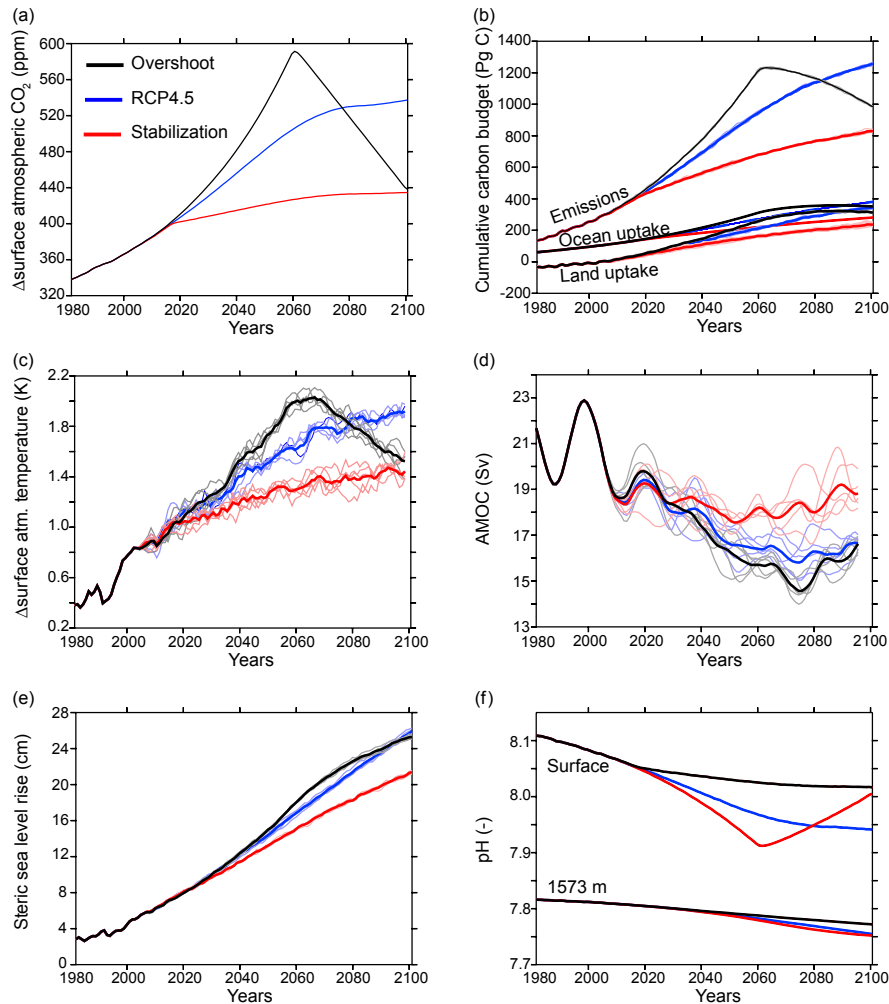 (a)
Δsurface atmospheric CO2 (ppm)
600
520
440
400
360
320
Overshoot
RCP4.5
Stabilization
1980 2000 2020 2040 2060 2080 2100
Years
(b)
Cumulative carbon budget (Pg C)
1400
1200
1000
800
600
400
200
0
-200
Emissions
Ocean uptake
Land uptake
1980 2000 2020 2040 2060 2080 2100
Years
(c)
Δsurface atm. temperature (K)
2.2
1.8
1.4
1.0
0.6
0.2
1980 2000 2020 2040 2060 2080 2100
Years
(d)
AMOC (Sv)
23
21
19
18
16
15
13
1980 2000 2020 2040 2060 2080 2100
Years
(e)
Steric sea level rise (cm)
28
24
20
16
12
8
4
0
1980 2000 2020 2040 2060 2080 2100
Years
(f)
pH (-)
8.1
8.0
7.9
7.8
7.7
Surface
1573 m
1980 2000 2020 2040 2060 2080 2100
Years